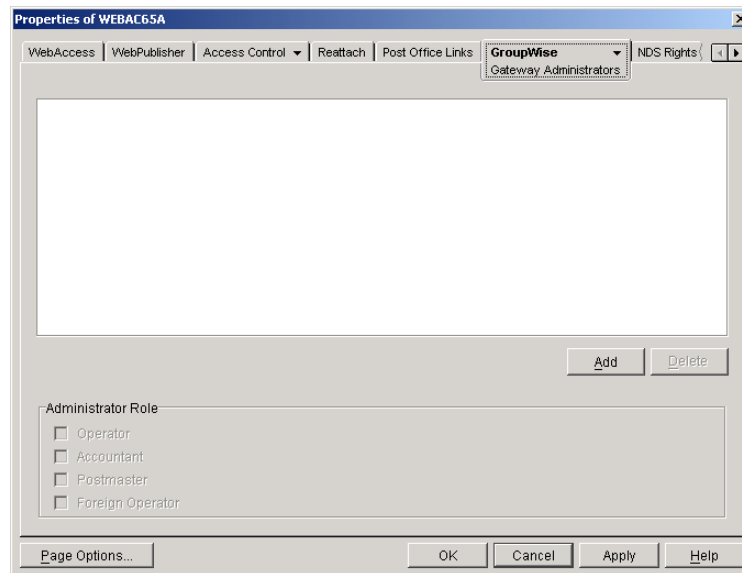 Properties of WEBAC65A
WebAccess WebPublisher Access Control Reattach Post Office Links GroupWise NDS Rights
Gateway Administrators
Add Delete
Administrator Role
Operator
Accountant
Postmaster
Foreign Operator
Page Options... OK Cancel Apply Help